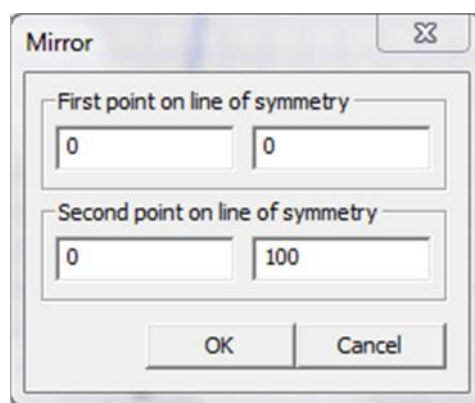 Mirror
First point on line of symmetry
0 0
Second point on line of symmetry
0 100
OK Cancel